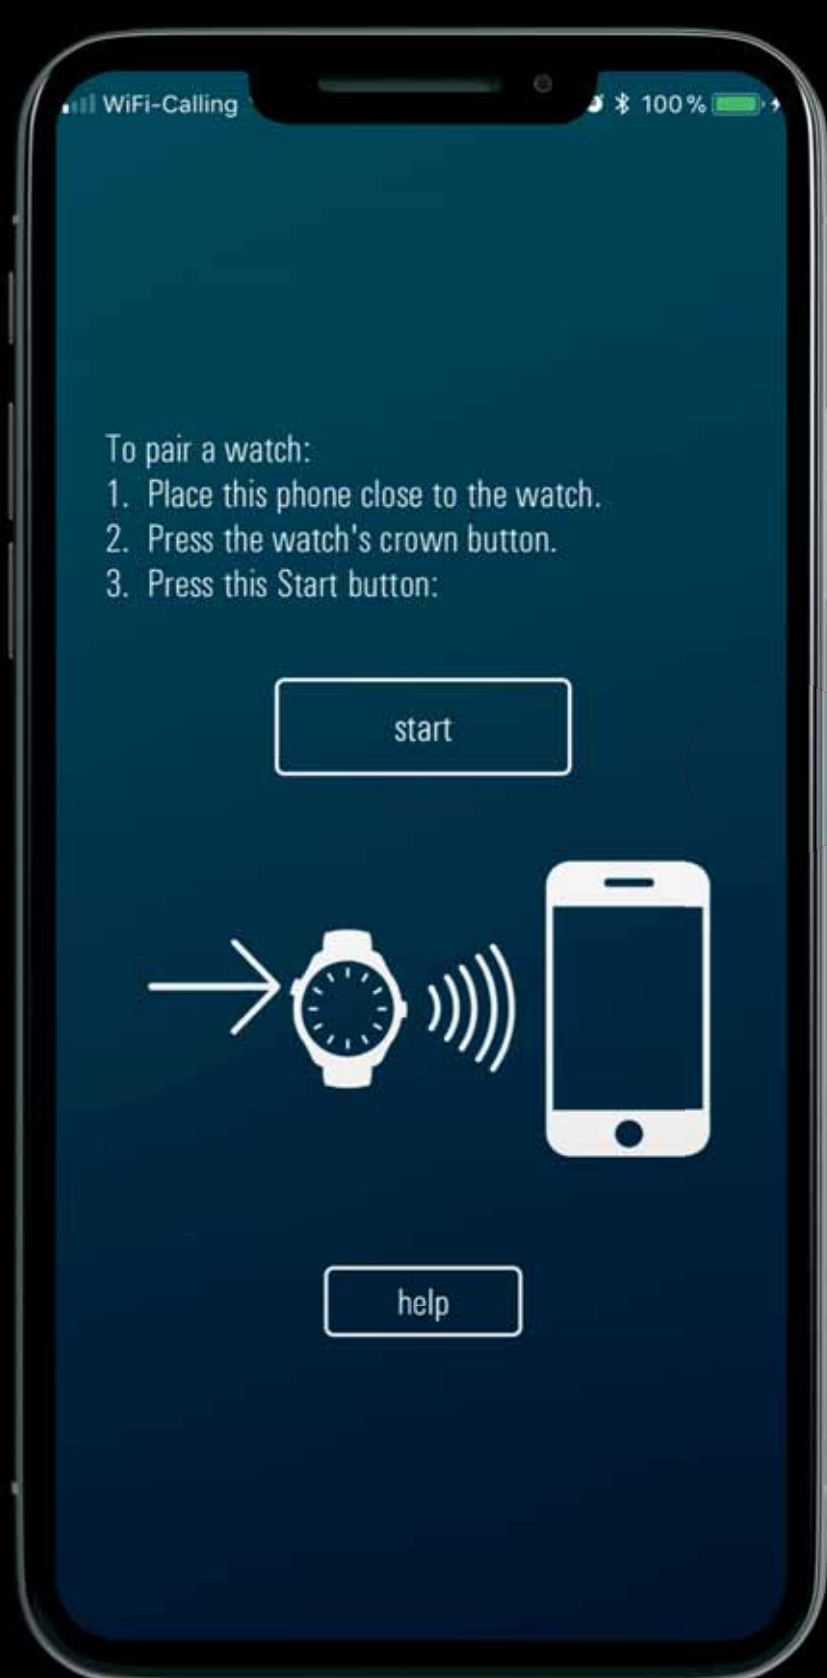 WiFi-Calling
100%
To pair a watch:
1. Place this phone close to the watch.
2. Press the watch's crown button.
3. Press this Start button:
start
help